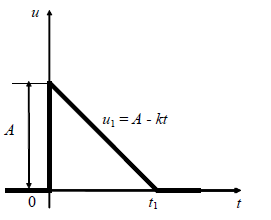 u
A
u₁ = A - kt
0
t₁
t